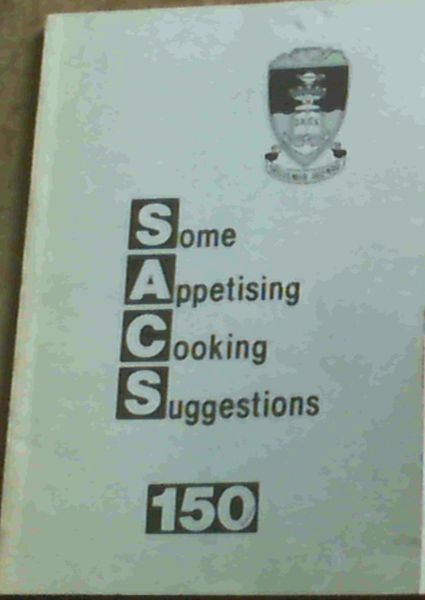 Some
Appetising
Cooking
Suggestions
150